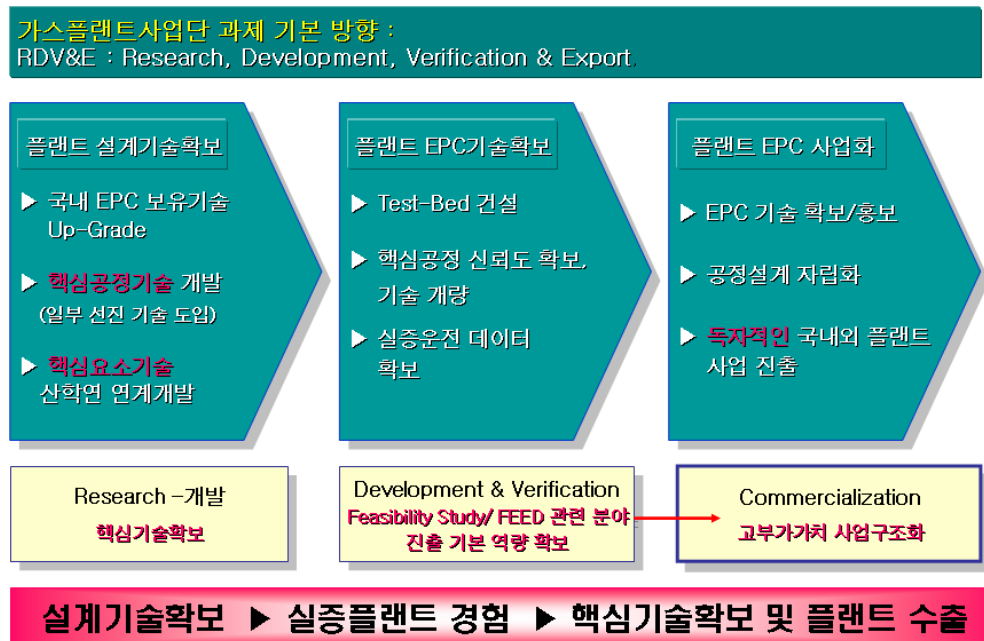 가스플랜트사업단 과제 기본 방향 :
RDV&E : Research, Development, Verification & Export.
플랜트 설계기술확보
▶ 국내 EPC 보유기술
Up-Grade
▶ 핵심공정기술 개발
(일부 선진 기술 도입)
▶ 핵심요소기술
산학연 연계개발
플랜트 EPC기술확보
▶ Test-Bed 건설
▶ 핵심공정 신뢰도 확보,
기술 개량
▶ 실증운전 데이터
확보
플랜트 EPC 사업화
▶ EPC 기술 확보/홍보
▶ 공정설계 자립화
▶ 독자적인 국내외 플랜트
사업 진출
Research –개발
핵심기술확보
Development & Verification
Feasibility Study/ FEED 관련 분야
진출 기본 역량 확보
Commercialization
고부가가치 사업구조화
설계기술확보 ▶ 실증플랜트 경험 ▶ 핵심기술확보 및 플랜트 수출